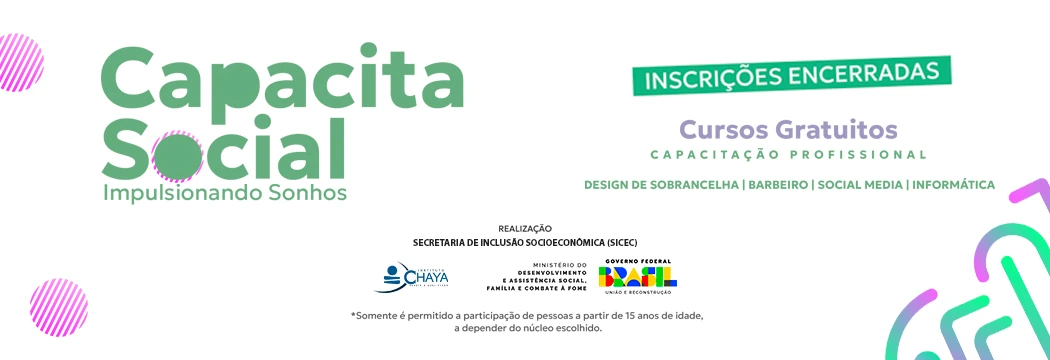 Capacita
Social
Impulsionando Sonhos
INSCRIÇÕES ENCERRADAS
Cursos Gratuitos
CAPACITAÇÃO PROFISSIONAL
DESIGN DE SOBRANCELHA | BARBEIRO | SOCIAL MEDIA | INFORMÁTICA
REALIZAÇÃO
SECRETARIA DE INCLUSÃO SOCIOECONÔMICA (SICEC)
INSTITUTO
CHAYA
MINISTÉRIO DO
DESENVOLVIMENTO
E ASSISTÊNCIA SOCIAL,
FAMÍLIA E COMBATE À FOME
GOVERNO FEDERAL
BRASIL
UNIÃO E RECONSTRUÇÃO
*Somente é permitido a participação de pessoas a partir de 15 anos de idade,
a depender do núcleo escolhido.